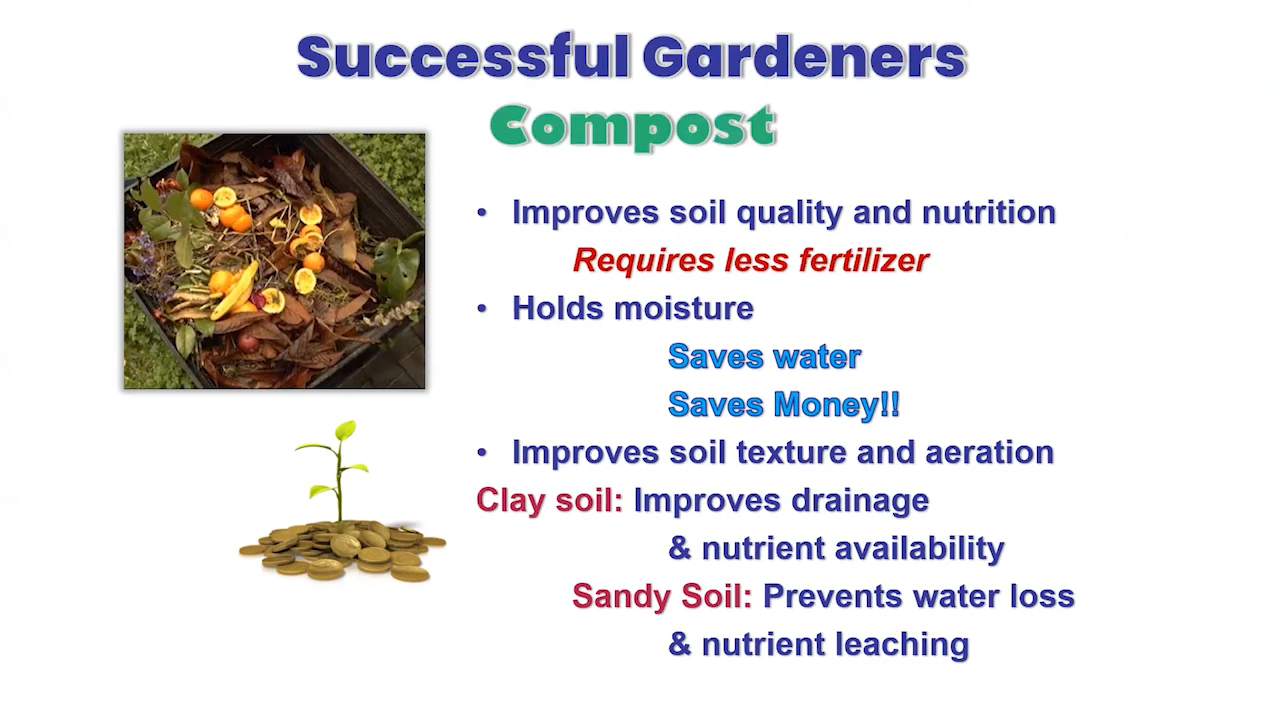 Successful Gardeners
Compost
• Improves soil quality and nutrition
Requires less fertilizer
• Holds moisture
Saves water
Saves Money!!
• Improves soil texture and aeration
Clay soil: Improves drainage
& nutrient availability
Sandy Soil: Prevents water loss
& nutrient leaching